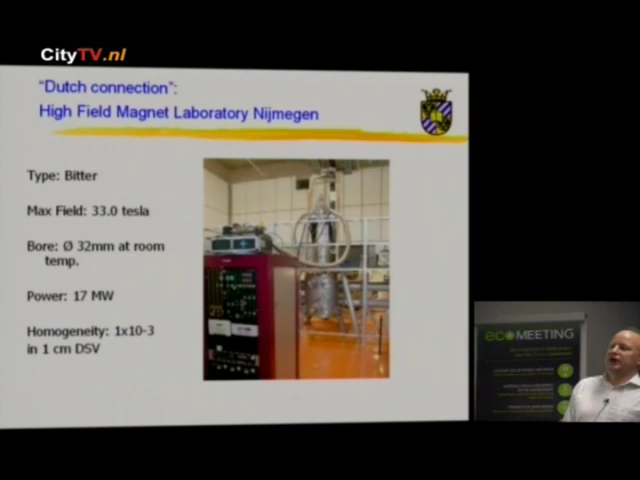 CityTV.nl
"Dutch connection":
High Field Magnet Laboratory Nijmegen
Type: Bitter
Max Field: 33.0 tesla
Bore: Ø 32mm at room
temp.
Power: 17 MW
Homogeneity: 1x10-3
in 1 cm DSV
ecoMEETING